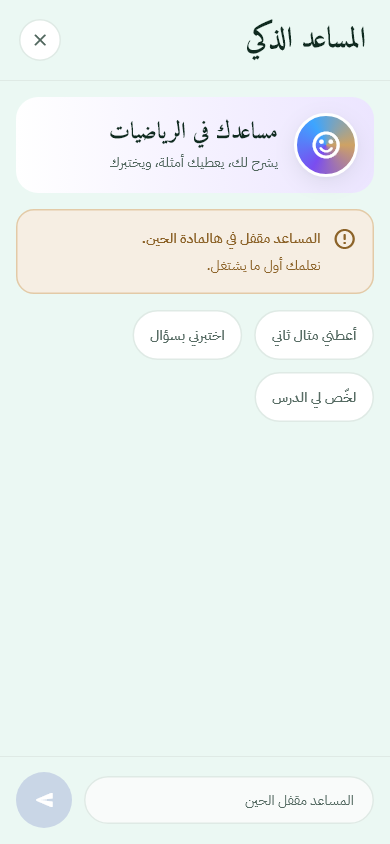 المساعد الذكي
مساعدك في الرياضيات
يشرح لك، يعطيك أمثلة، ويختبرك
المساعد مقفل في هالمادة الحين.
نعلمك أول ما يشتغل.
أعطني مثال ثاني
اختبرني بسؤال
لخّص لي الدرس
المساعد مقفل الحين